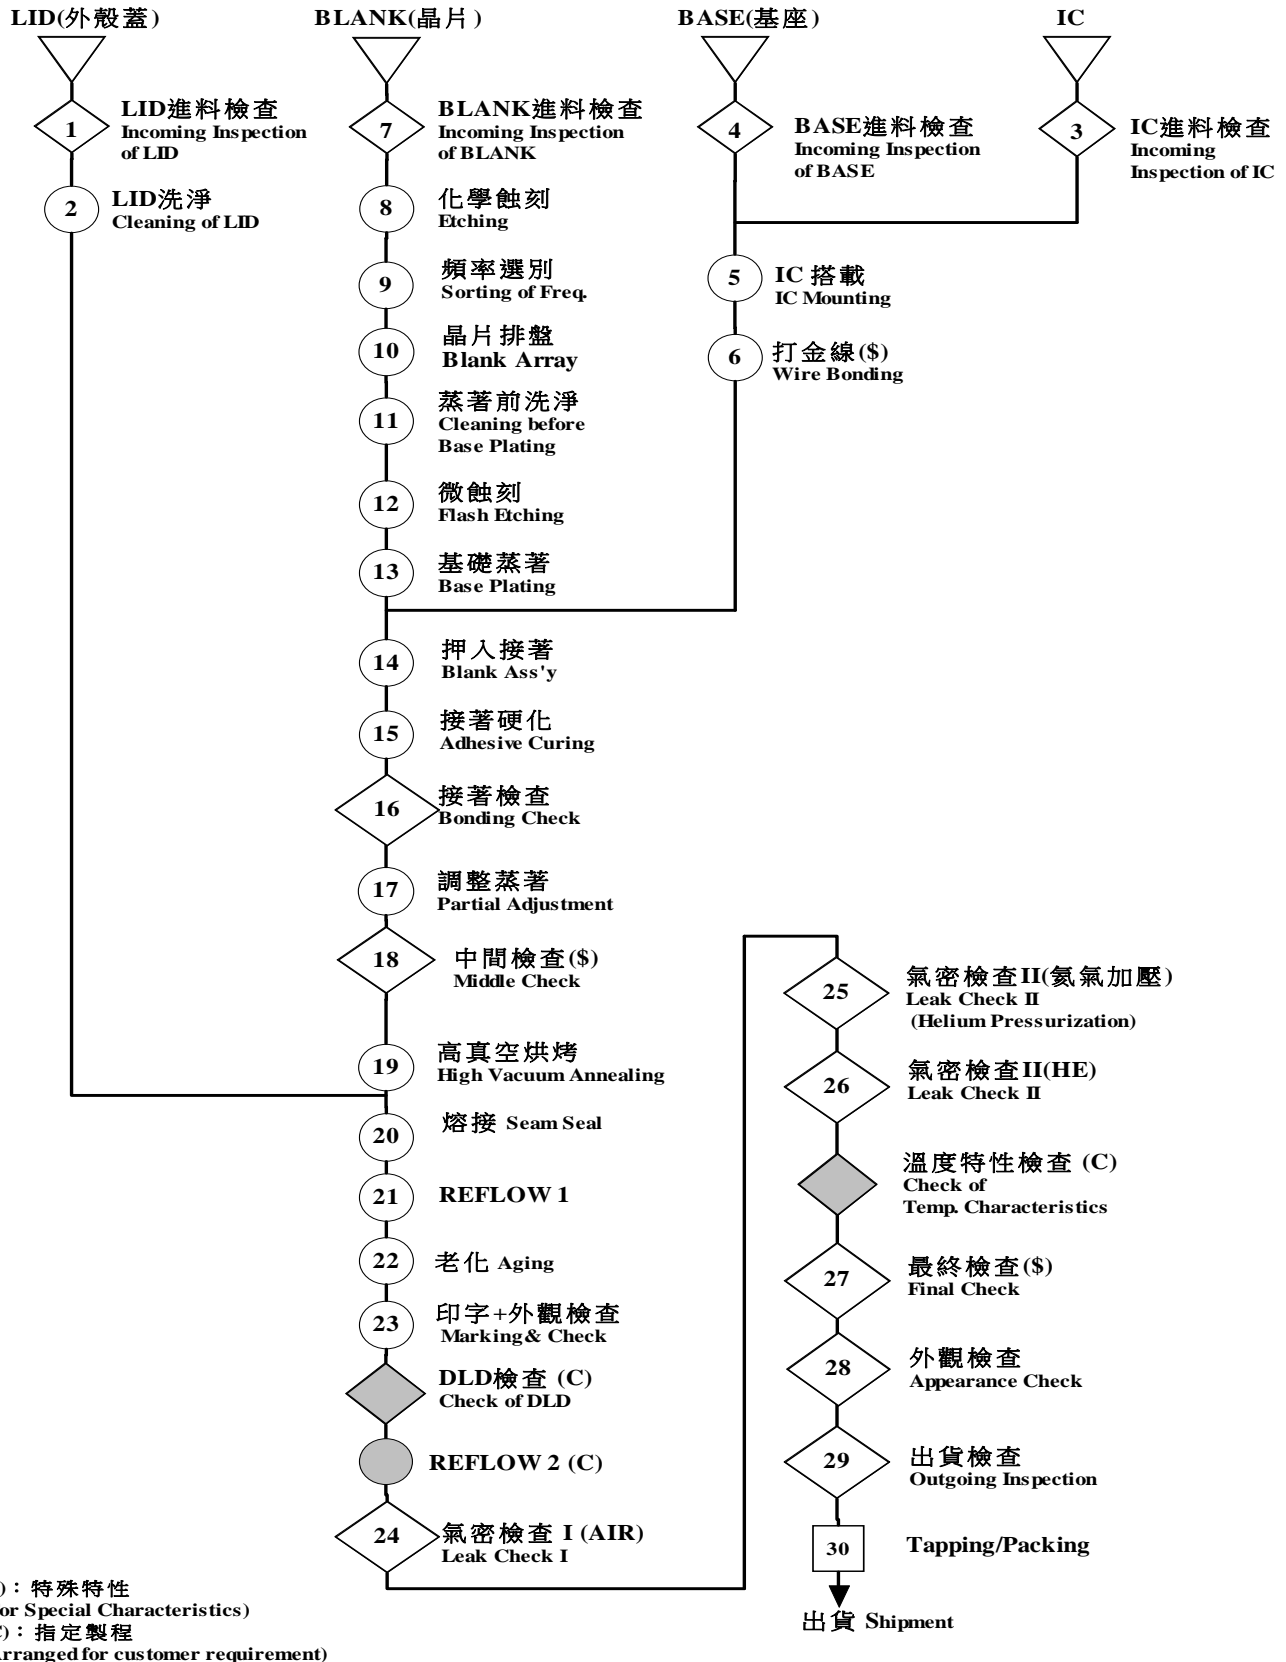 LID(外殼蓋)
BLANK(晶片)
BASE(基座)
IC
1
LID進料檢查
Incoming Inspection
of LID
7
BLANK進料檢查
Incoming Inspection
of BLANK
4
BASE進料檢查
Incoming Inspection
of BASE
3
IC進料檢查
Incoming
Inspection of IC
2
LID洗淨
Cleaning of LID
8
化學蝕刻
Etching
9
頻率選別
Sorting of Freq.
5
IC 搭載
IC Mounting
10
晶片排盤
Blank Array
6
打金線($)
Wire Bonding
11
蒸著前洗淨
Cleaning before
Base Plating
12
微蝕刻
Flash Etching
13
基礎蒸著
Base Plating
14
押入接著
Blank Ass'y
15
接著硬化
Adhesive Curing
16
接著檢查
Bonding Check
17
調整蒸著
Partial Adjustment
18
中間檢查($)
Middle Check
19
高真空烘烤
High Vacuum Annealing
20
熔接 Seam Seal
21
REFLOW 1
22
老化 Aging
23
印字+外觀檢查
Marking& Check
DLD檢查 (C)
Check of DLD
REFLOW 2 (C)
24
氣密檢查 I (AIR)
Leak Check I
25
氣密檢查II(氦氣加壓)
Leak Check II
(Helium Pressurization)
26
氣密檢查II(HE)
Leak Check II
溫度特性檢查 (C)
Check of
Temp. Characteristics
27
最終檢查($)
Final Check
28
外觀檢查
Appearance Check
29
出貨檢查
Outgoing Inspection
30
Tapping/Packing
出貨 Shipment
)：特殊特性
or Special Characteristics)
)：指定製程
rranged for customer requirement)